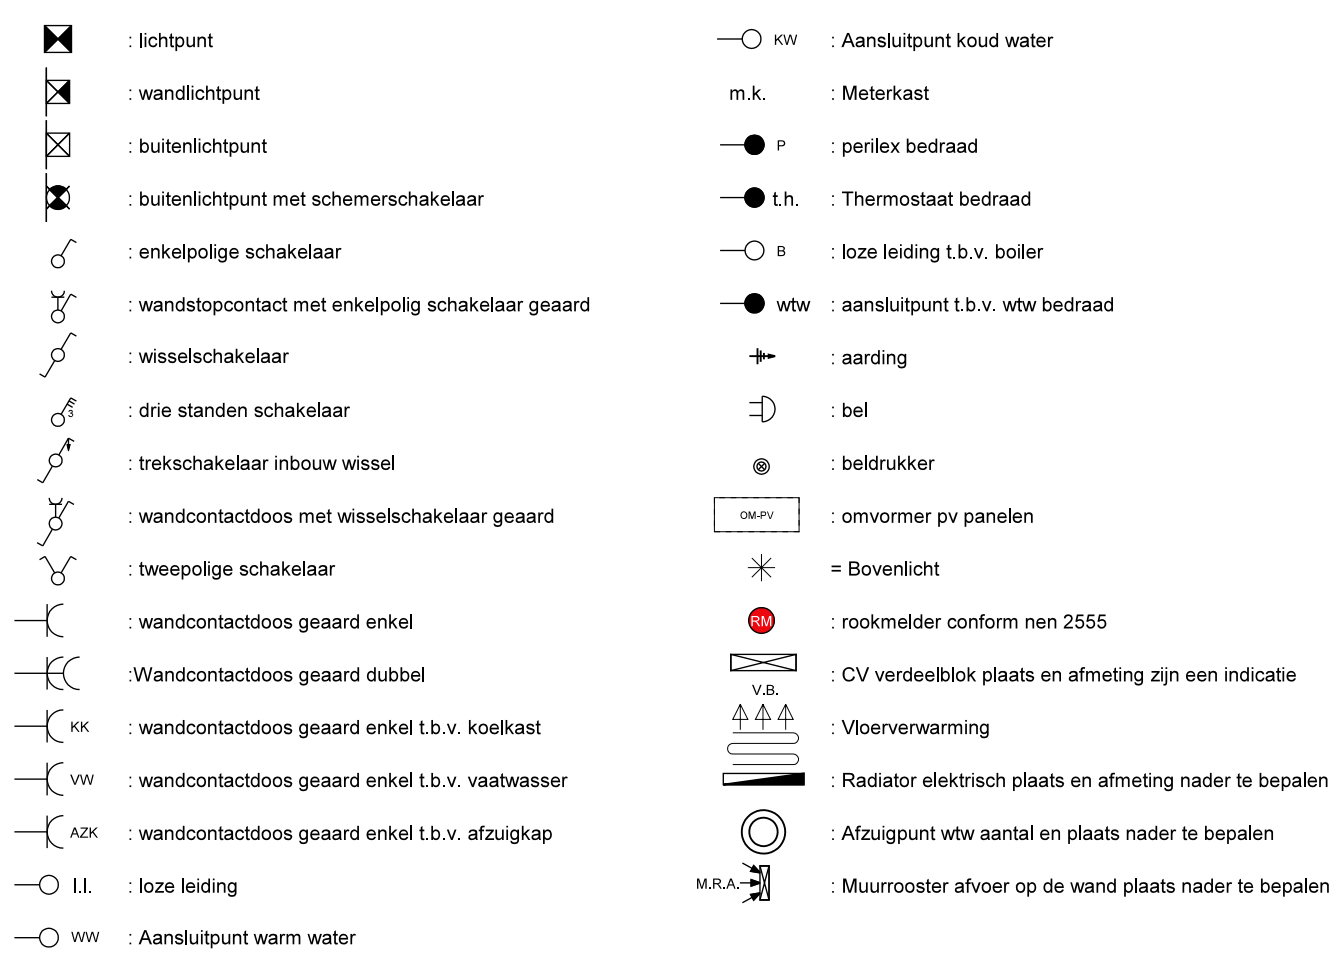 : lichtpunt
: wandlichtpunt
: buitenlichtpunt
: buitenlichtpunt met schemerschakelaar
: enkelpolige schakelaar
: wandstopcontact met enkelpolig schakelaar geaard
: wisselschakelaar
3 : drie standen schakelaar
: trekschakelaar inbouw wissel
: wandcontactdoos met wisselschakelaar geaard
: tweepolige schakelaar
: wandcontactdoos geaard enkel
:Wandcontactdoos geaard dubbel
KK : wandcontactdoos geaard enkel t.b.v. koelkast
VW : wandcontactdoos geaard enkel t.b.v. vaatwasser
AZK : wandcontactdoos geaard enkel t.b.v. afzuigkap
l.l. : loze leiding
WW : Aansluitpunt warm water
KW : Aansluitpunt koud water
m.k. : Meterkast
P : perilex bedraad
t.h. : Thermostaat bedraad
B : loze leiding t.b.v. boiler
wtw : aansluitpunt t.b.v. wtw bedraad
: aarding
: bel
: beldrukker
OM-PV : omvormer pv panelen
= Bovenlicht
RM : rookmelder conform nen 2555
: CV verdeelblok plaats en afmeting zijn een indicatie
V.B.
: Vloerverwarming
: Radiator elektrisch plaats en afmeting nader te bepalen
: Afzuigpunt wtw aantal en plaats nader te bepalen
M.R.A. : Muurrooster afvoer op de wand plaats nader te bepalen